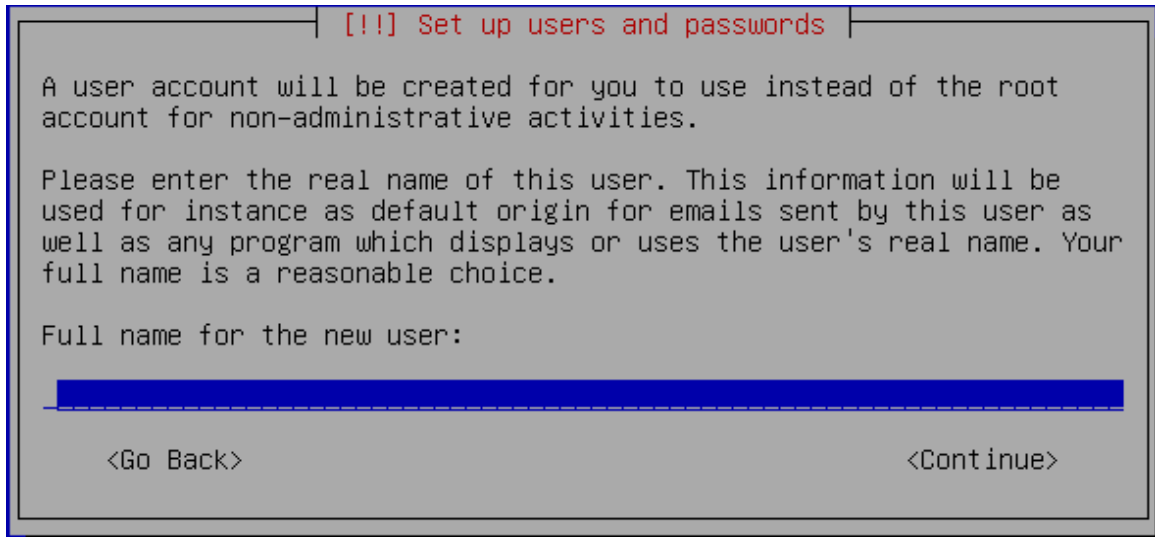 [!!] Set up users and passwords
A user account will be created for you to use instead of the root
account for non-administrative activities.
Please enter the real name of this user. This information will be
used for instance as default origin for emails sent by this user as
well as any program which displays or uses the user's real name. Your
full name is a reasonable choice.
Full name for the new user:
<Go Back> <Continue>